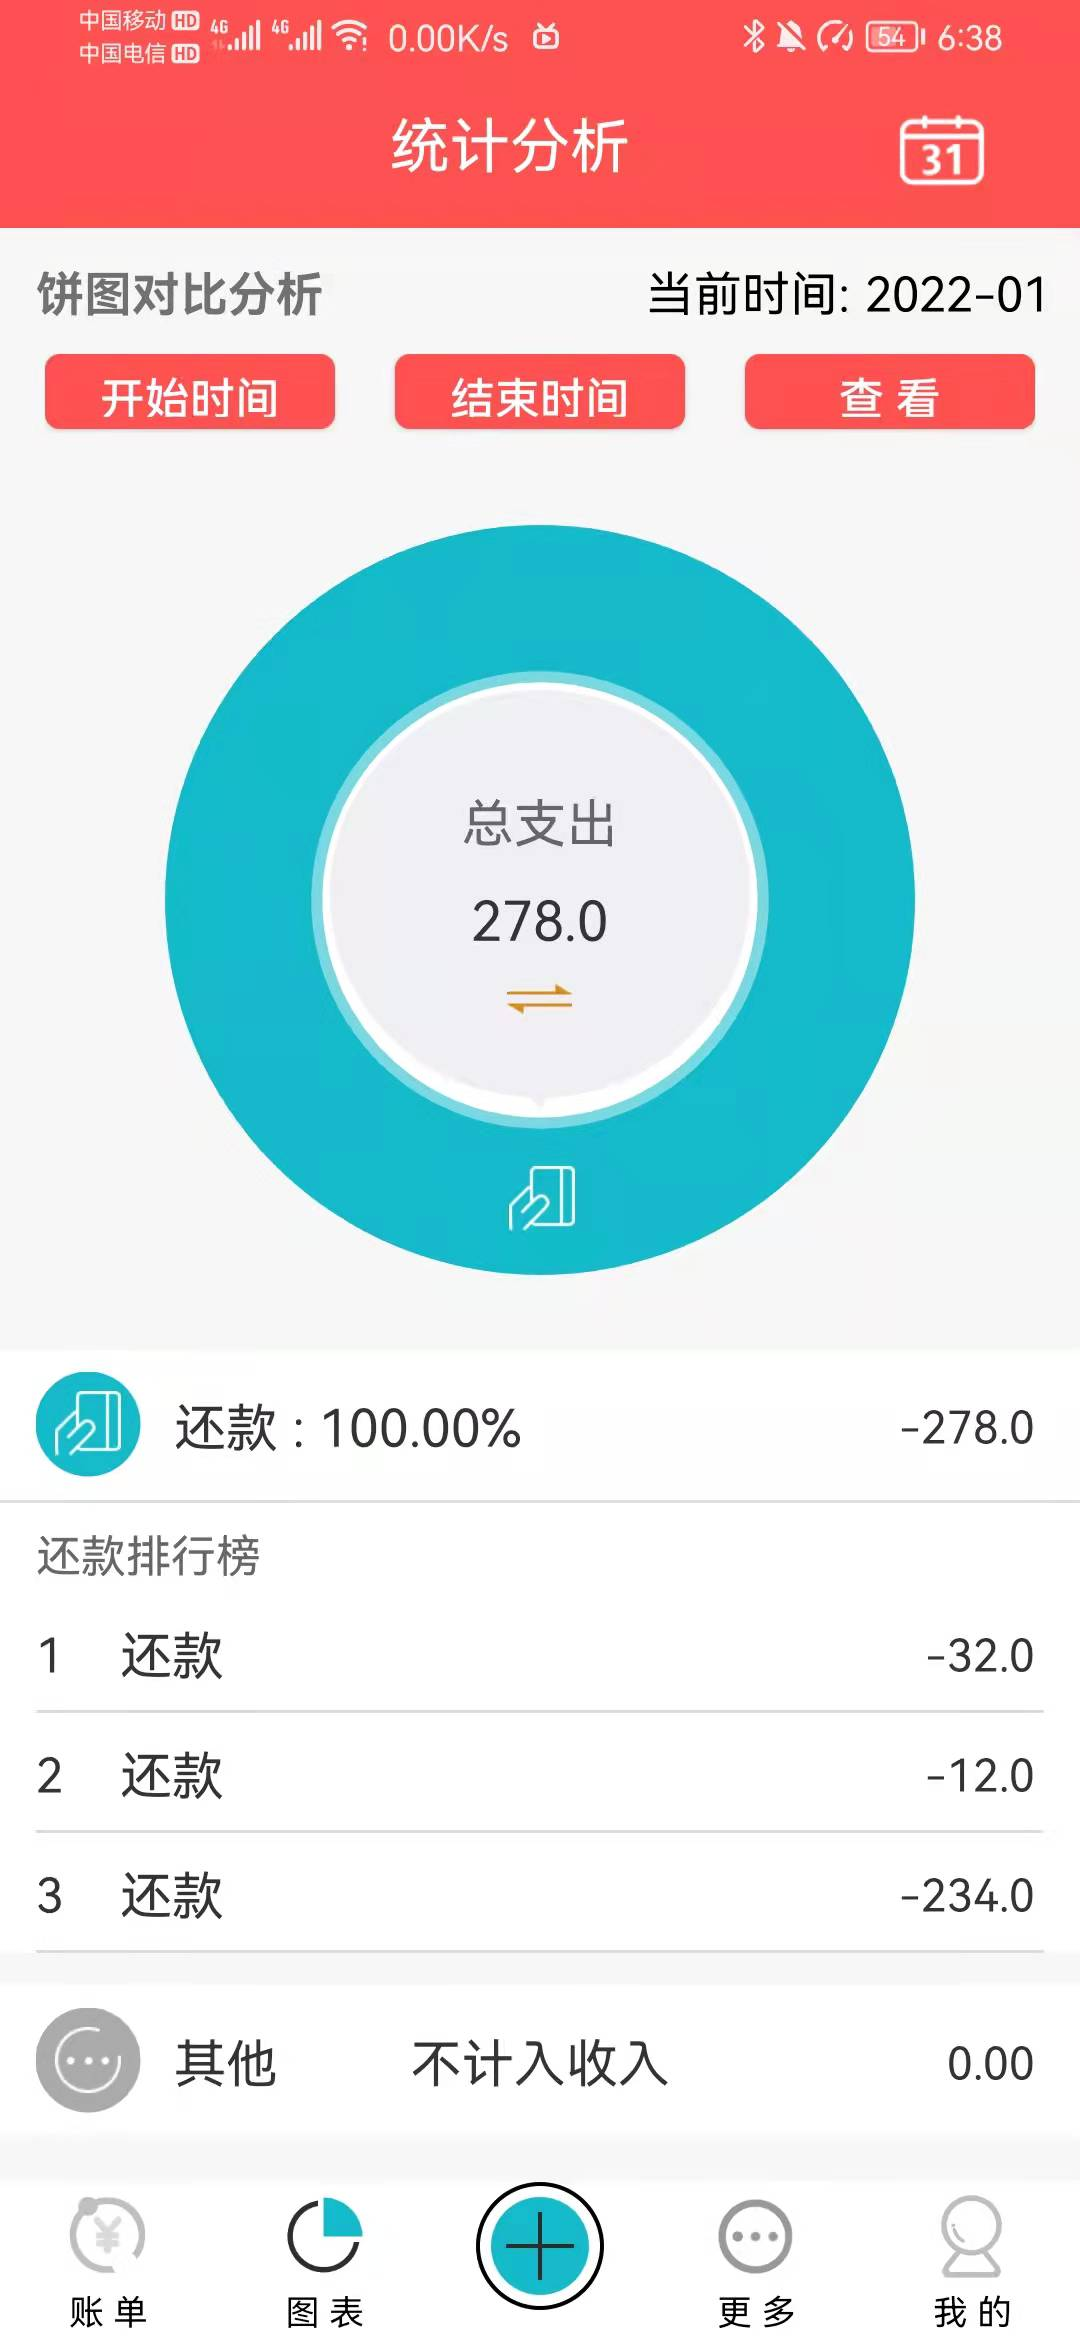 中国移动 HD 4G 4G 0.00K/s 54 6:38
中国电信 HD
统计分析 31
饼图对比分析 当前时间: 2022-01
开始时间 结束时间 查 看
总支出
278.0
还款 : 100.00% -278.0
还款排行榜
1 还款 -32.0
2 还款 -12.0
3 还款 -234.0
其他 不计入收入 0.00
账 单 图 表 更 多 我 的